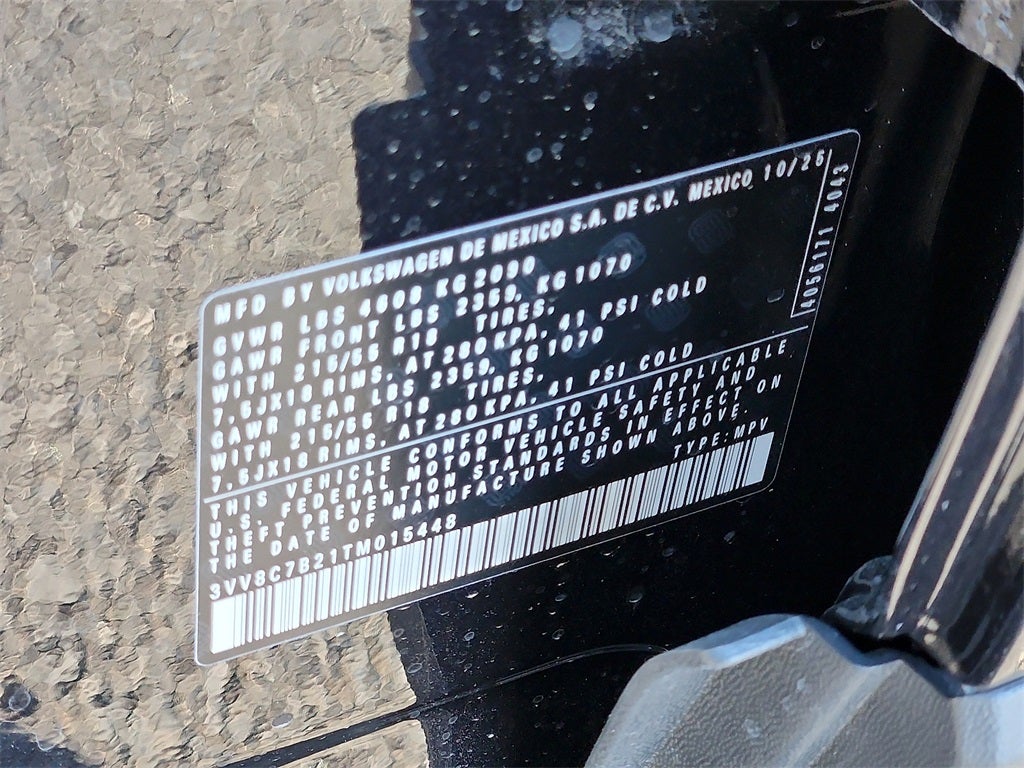 MFD BY VOLKSWAGEN DE MEXICO S.A. DE C.V. MEXICO 10/25
GVWR LBS 4608 KG 2090
GAWR FRONT LBS 2359, KG 1070
WITH 215/55 R18 TIRES,
7.5JX18 RIMS, AT 280 KPA, 41 PSI COLD
GAWR REAR LBS 2359, KG 1070
WITH 215/55 R18 TIRES,
7.5JX18 RIMS, AT 280 KPA, 41 PSI COLD
THIS VEHICLE CONFORMS TO ALL APPLICABLE
U.S. FEDERAL MOTOR VEHICLE SAFETY AND
THEFT PREVENTION STANDARDS IN EFFECT ON
THE DATE OF MANUFACTURE SHOWN ABOVE.
3VV8C7B21TM015448 TYPE: MPV
4056171 4043